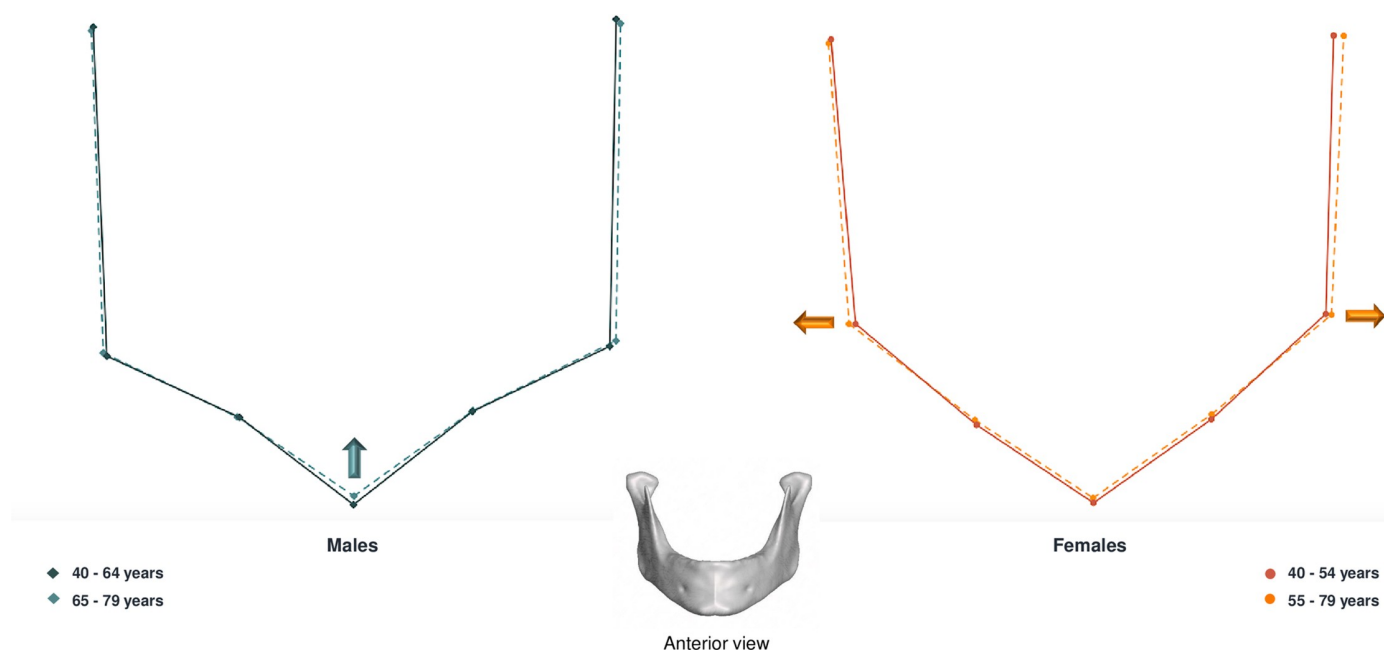 Males
40 - 64 years
65 - 79 years
Anterior view
Females
40 - 54 years
55 - 79 years